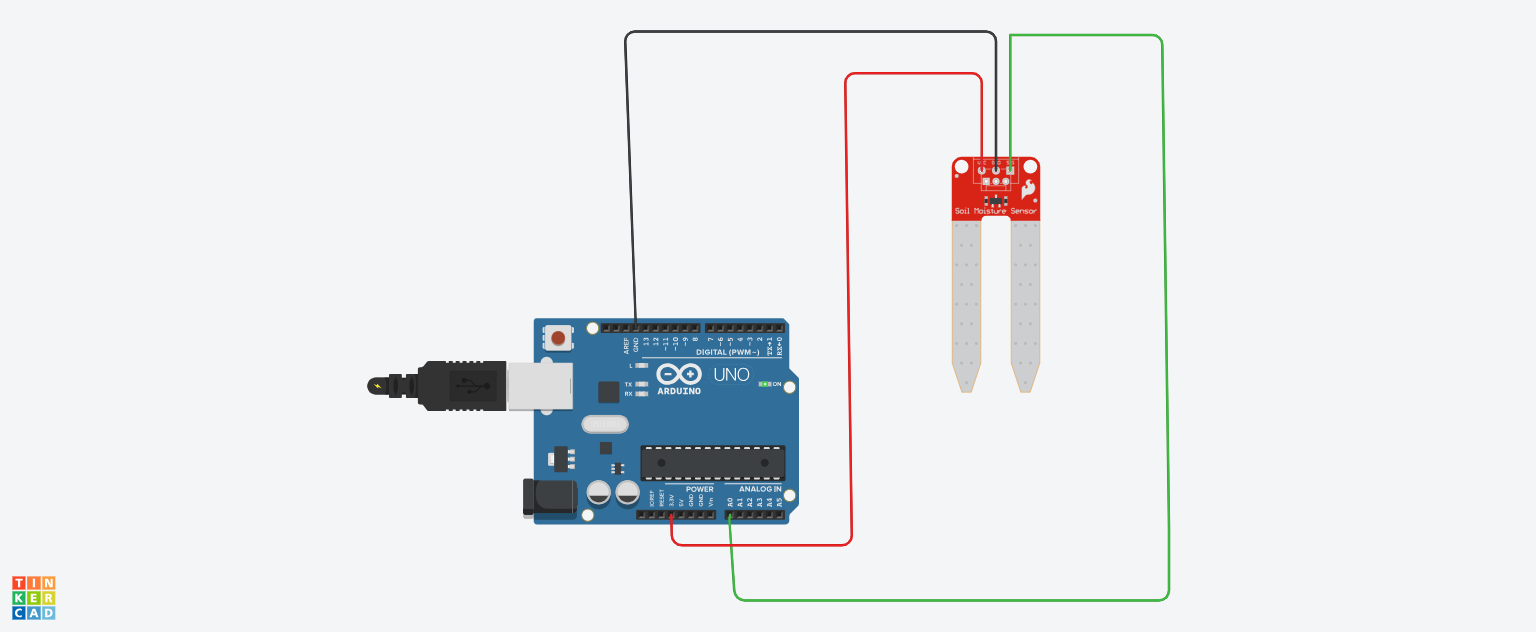 Soil Moisture Sensor
AREF
GND
13
12
~11
~10
~9
8
7
~6
~5
4
~3
2
TX→1
RX←0
DIGITAL (PWM~)
L
TX
RX
UNO
ARDUINO
ON
POWER
ANALOG IN
IOREF
RESET
3.3V
5V
GND
GND
Vin
A0
A1
A2
A3
A4
A5
TIN
KER
CAD